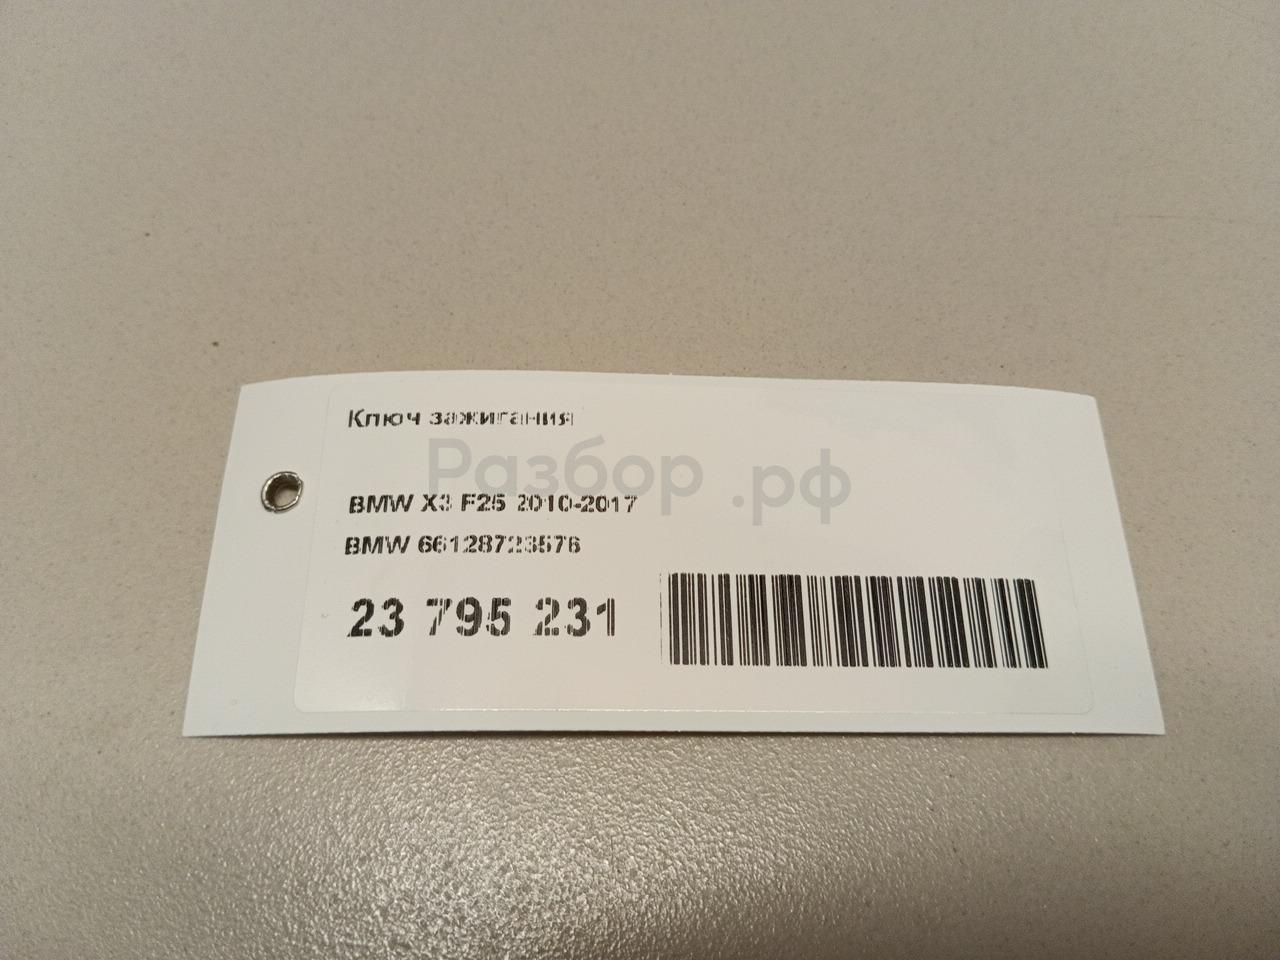 Ключ зажигания
Разбор.рф
BMW X3 F25 2010-2017
BMW 66128723576
23 795 231